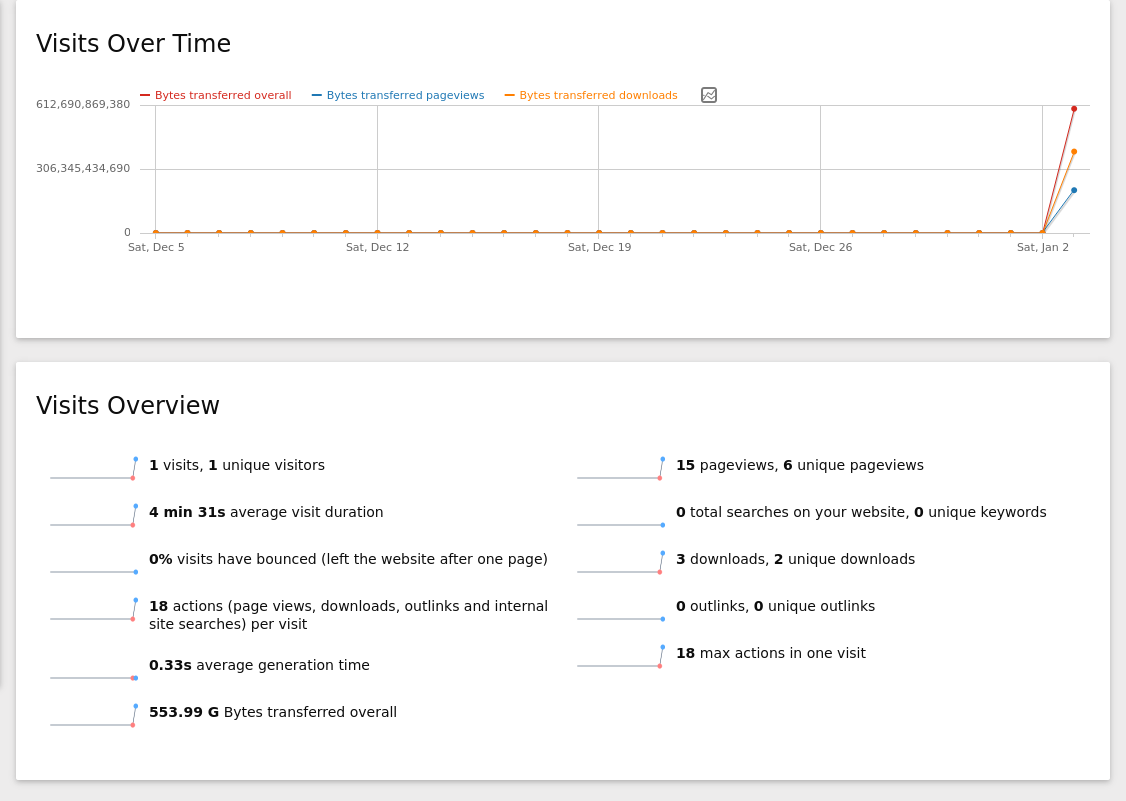 Visits Over Time
Bytes transferred overall Bytes transferred pageviews Bytes transferred downloads
612,690,869,380
306,345,434,690
0
Sat, Dec 5 Sat, Dec 12 Sat, Dec 19 Sat, Dec 26 Sat, Jan 2
Visits Overview
1 visits, 1 unique visitors
4 min 31s average visit duration
0% visits have bounced (left the website after one page)
18 actions (page views, downloads, outlinks and internal
site searches) per visit
0.33s average generation time
553.99 G Bytes transferred overall
15 pageviews, 6 unique pageviews
0 total searches on your website, 0 unique keywords
3 downloads, 2 unique downloads
0 outlinks, 0 unique outlinks
18 max actions in one visit